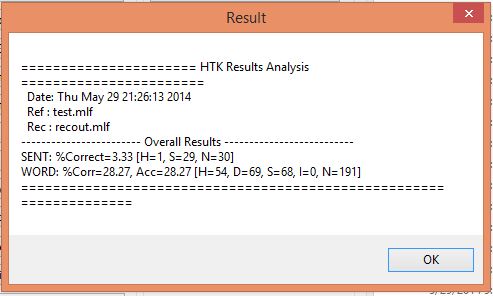 Result
====================== HTK Results Analysis
=======================
Date: Thu May 29 21:26:13 2014
Ref : test.mlf
Rec : recout.mlf
------------------------ Overall Results --------------------------
SENT: %Correct=3.33 [H=1, S=29, N=30]
WORD: %Corr=28.27, Acc=28.27 [H=54, D=69, S=68, I=0, N=191]
=====================================================
==============
OK